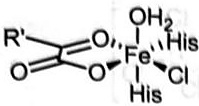 OH₂
R' O Fe His
O O Cl
His